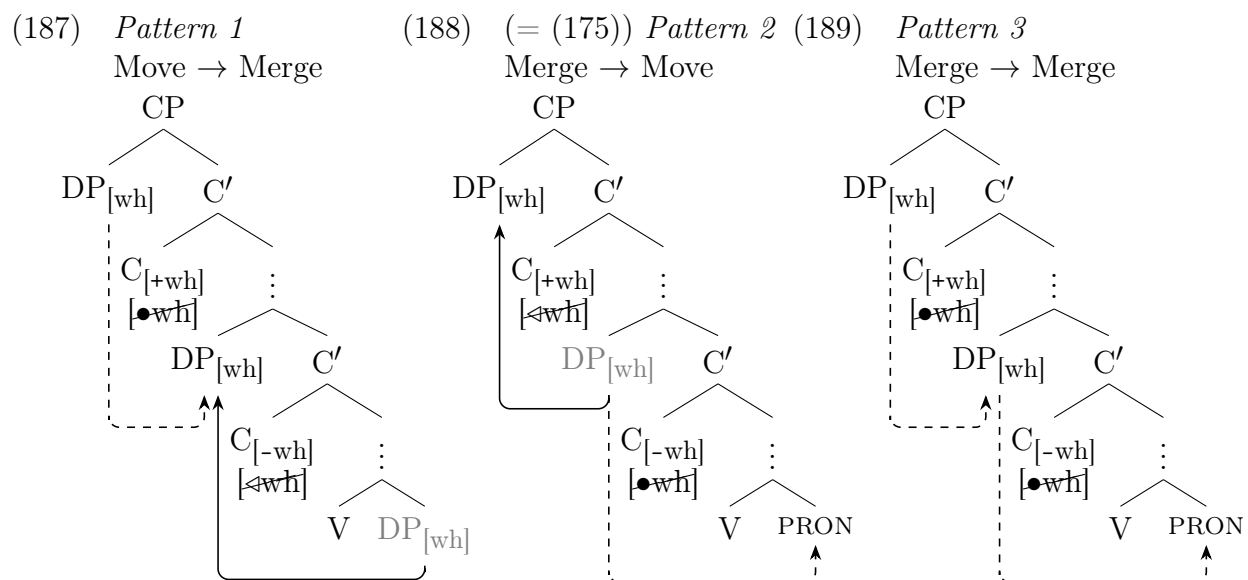 (187) Pattern 1 (188) (= (175)) Pattern 2 (189) Pattern 3
Move → Merge Merge → Move Merge → Merge
CP CP CP
DP[wh] C′ DP[wh] C′ DP[wh] C′
C[+wh] ⋮ C[+wh] ⋮ C[+wh] ⋮
[●wh] [◁wh] [●wh]
DP[wh] C′ DP[wh] C′ DP[wh] C′
C[-wh] ⋮ C[-wh] ⋮ C[-wh] ⋮
[◁wh] [●wh] [●wh]
V DP[wh] V PRON V PRON